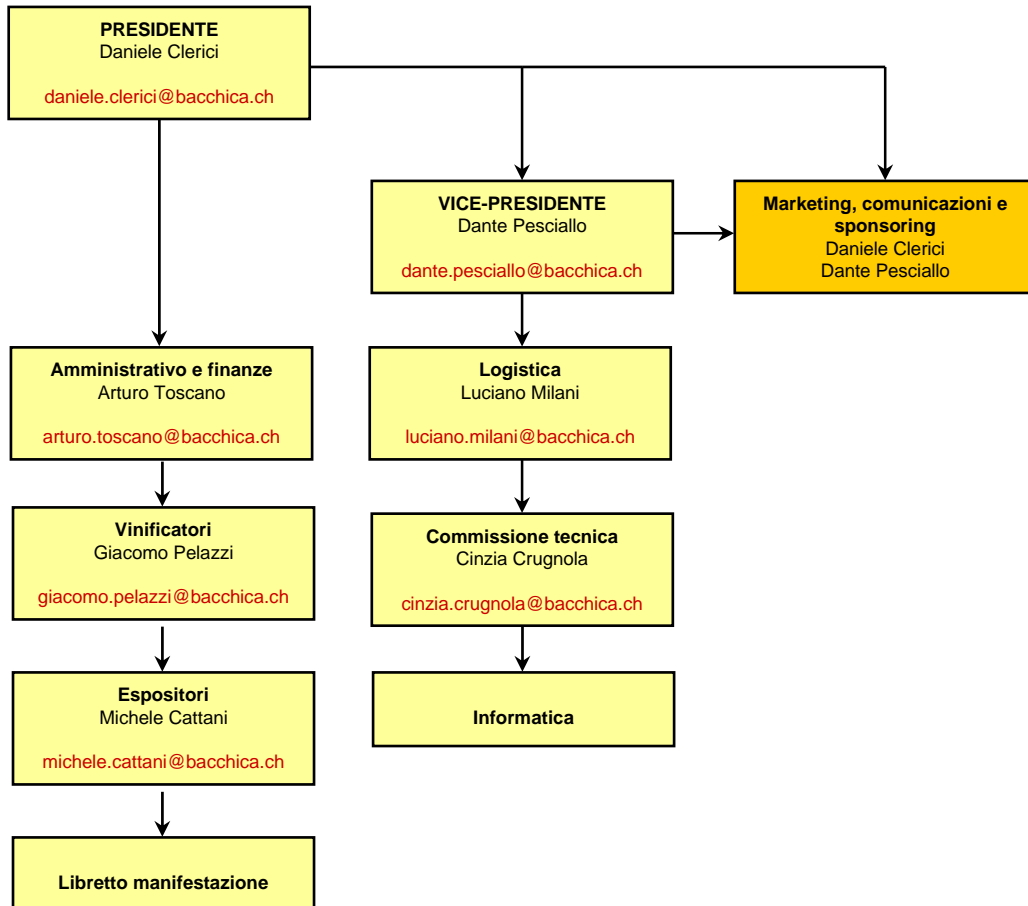 PRESIDENTE
Daniele Clerici
daniele.clerici@bacchica.ch
VICE-PRESIDENTE
Dante Pesciallo
dante.pesciallo@bacchica.ch
Marketing, comunicazioni e
sponsoring
Daniele Clerici
Dante Pesciallo
Amministrativo e finanze
Arturo Toscano
arturo.toscano@bacchica.ch
Logistica
Luciano Milani
luciano.milani@bacchica.ch
Vinificatori
Giacomo Pelazzi
giacomo.pelazzi@bacchica.ch
Commissione tecnica
Cinzia Crugnola
cinzia.crugnola@bacchica.ch
Espositori
Michele Cattani
michele.cattani@bacchica.ch
Informatica
Libretto manifestazione